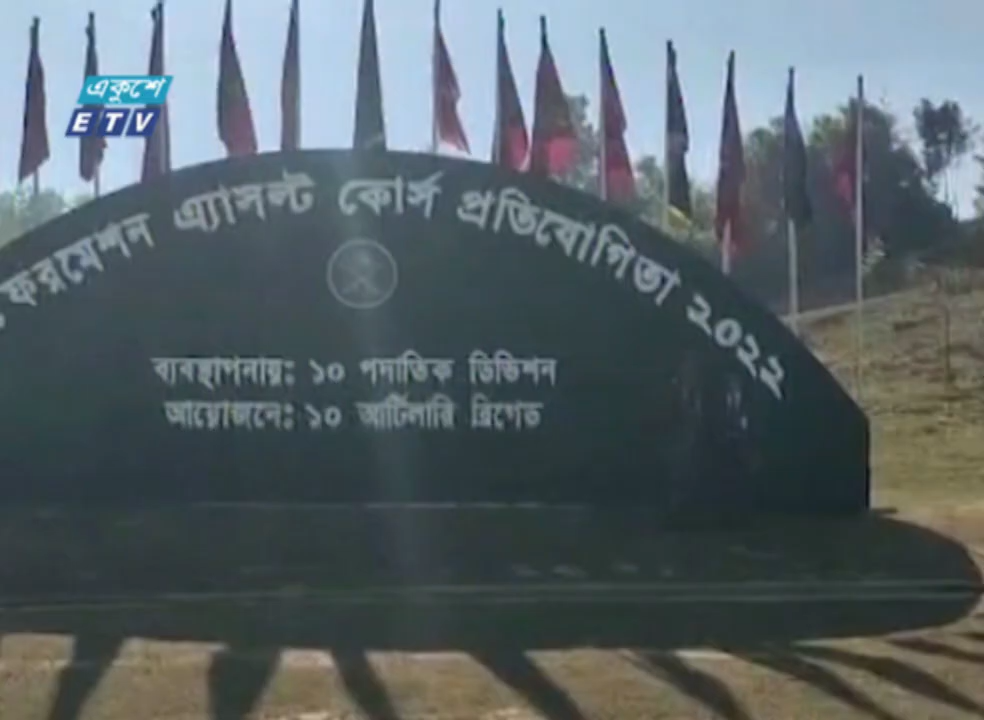 একুশে
ETV
ফরমেশন এ্যাসল্ট কোর্স প্রতিযোগিতা ২০২২
ব্যবস্থাপনায়: ১০ পদাতিক ডিভিশন
আয়োজনে: ১০ আর্টিলারি ব্রিগেড